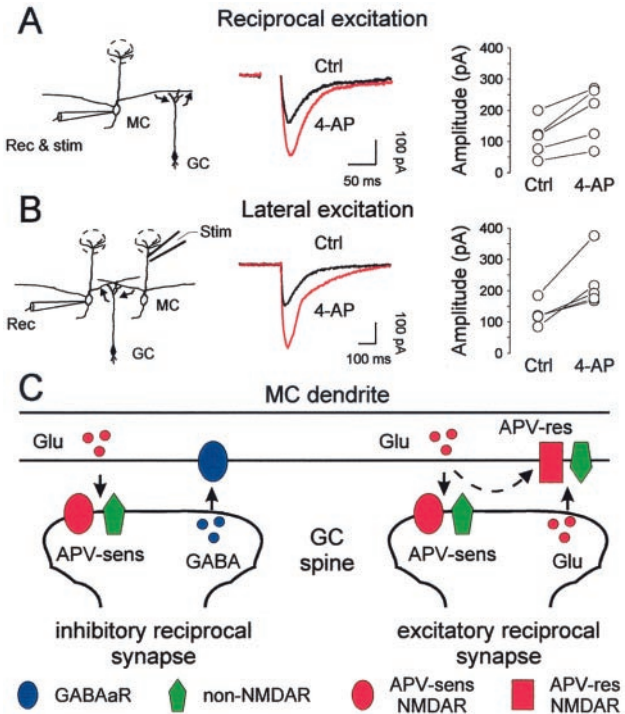 A
Reciprocal excitation
MC
Rec & stim
GC
Ctrl
4-AP
100 pA
50 ms
Amplitude (pA)
400
300
200
100
0
Ctrl 4-AP
B
Lateral excitation
Stim
Rec
MC
GC
Ctrl
4-AP
100 pA
100 ms
Amplitude (pA)
400
300
200
100
0
Ctrl 4-AP
C
MC dendrite
Glu
APV-sens
GABA
inhibitory reciprocal
synapse
GC
spine
Glu
APV-res
APV-sens
Glu
excitatory reciprocal
synapse
GABAaR
non-NMDAR
APV-sens
NMDAR
APV-res
NMDAR